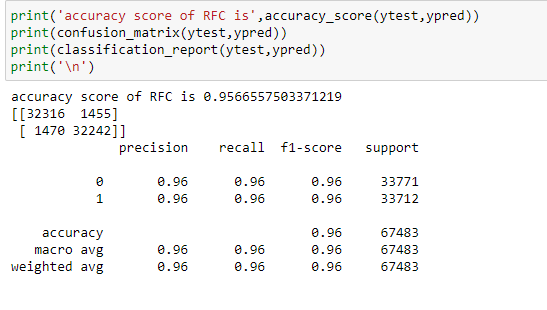 print('accuracy score of RFC is',accuracy_score(ytest,ypred))
print(confusion_matrix(ytest,ypred))
print(classification_report(ytest,ypred))
print('\n')
accuracy score of RFC is 0.9566557503371219
[[32316  1455]
 [ 1470 32242]]
              precision    recall  f1-score   support
           0       0.96      0.96      0.96     33771
           1       0.96      0.96      0.96     33712
    accuracy                           0.96     67483
   macro avg       0.96      0.96      0.96     67483
weighted avg       0.96      0.96      0.96     67483